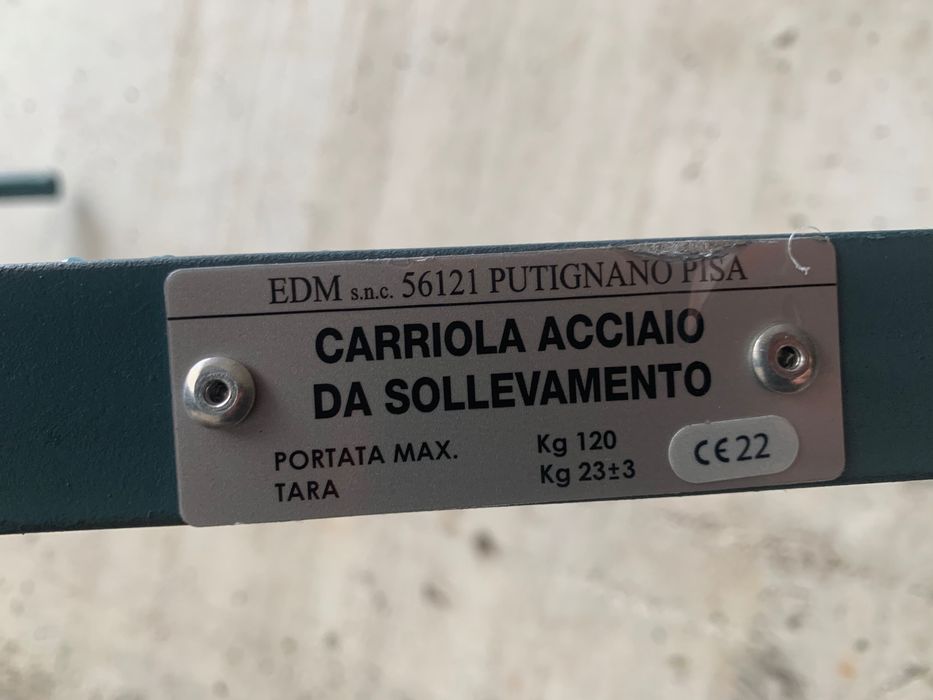 EDM s.n.c. 56121 PUTIGNANO PISA
CARRIOLA ACCIAIO
DA SOLLEVAMENTO
PORTATA MAX. Kg 120
TARA Kg 23±3
CE 22